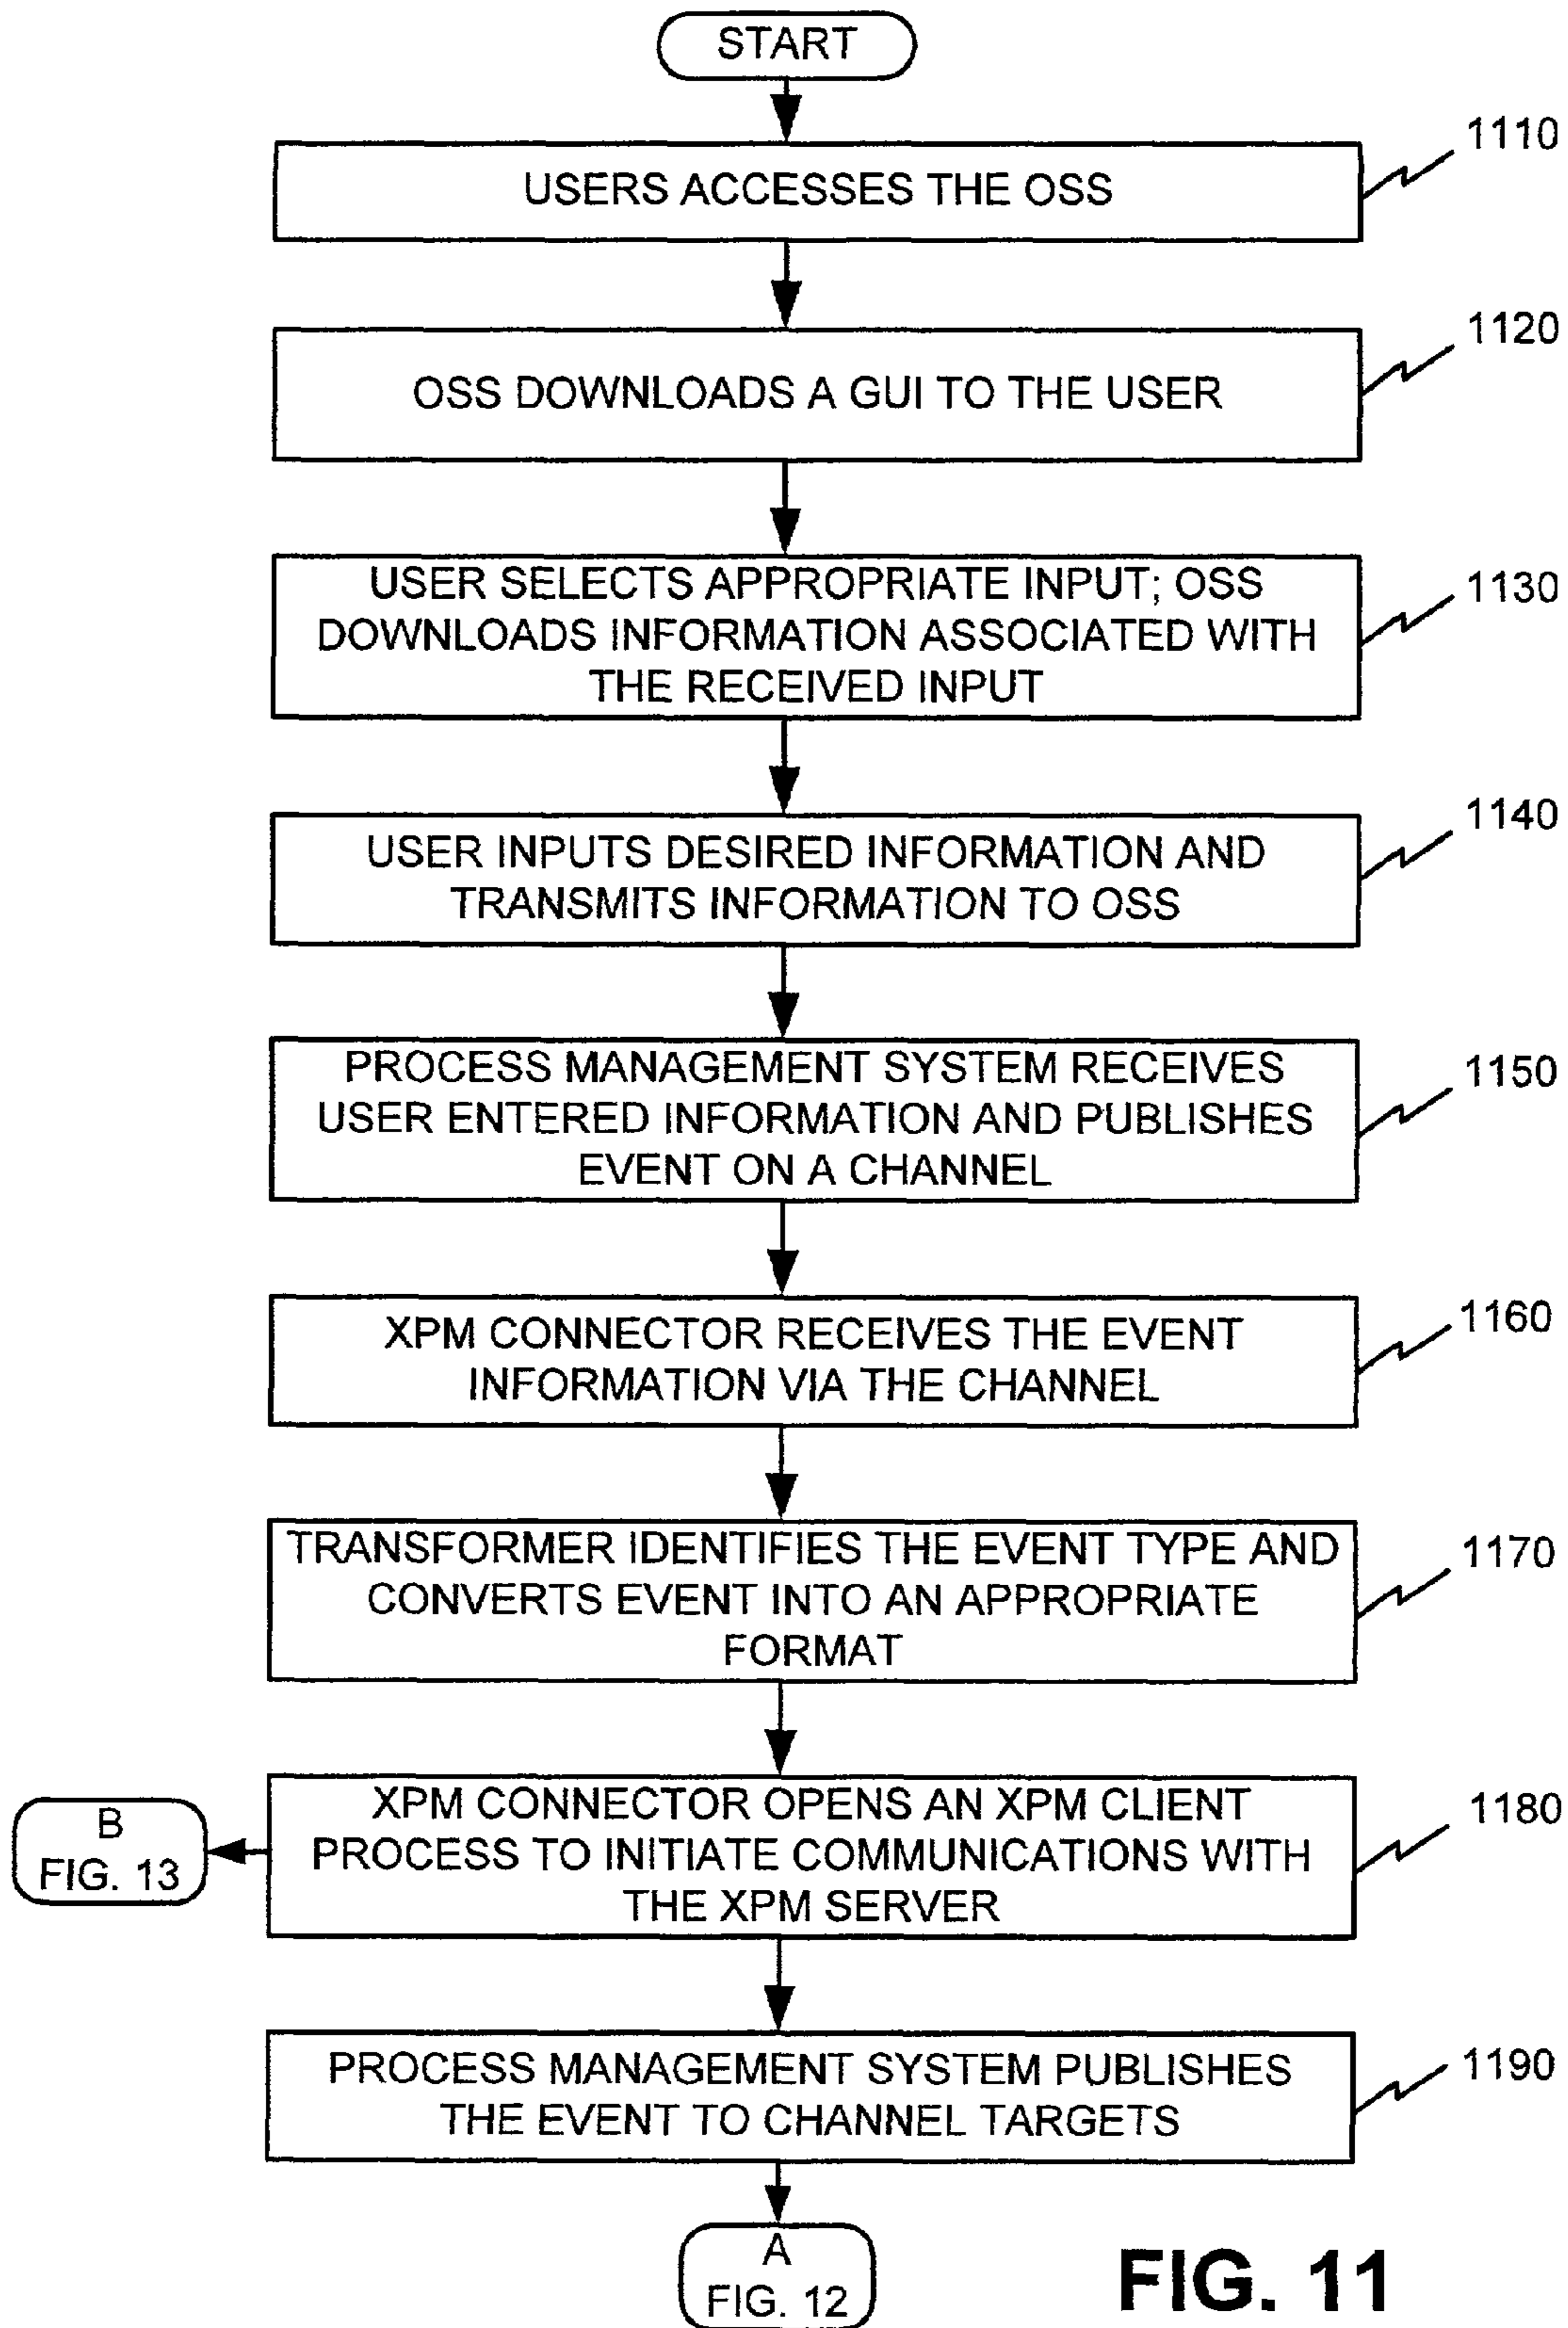 START
1110
USERS ACCESSES THE OSS
1120
OSS DOWNLOADS A GUI TO THE USER
1130
USER SELECTS APPROPRIATE INPUT; OSS
DOWNLOADS INFORMATION ASSOCIATED WITH
THE RECEIVED INPUT
1140
USER INPUTS DESIRED INFORMATION AND
TRANSMITS INFORMATION TO OSS
1150
PROCESS MANAGEMENT SYSTEM RECEIVES
USER ENTERED INFORMATION AND PUBLISHES
EVENT ON A CHANNEL
1160
XPM CONNECTOR RECEIVES THE EVENT
INFORMATION VIA THE CHANNEL
1170
TRANSFORMER IDENTIFIES THE EVENT TYPE AND
CONVERTS EVENT INTO AN APPROPRIATE
FORMAT
1180
XPM CONNECTOR OPENS AN XPM CLIENT
PROCESS TO INITIATE COMMUNICATIONS WITH
THE XPM SERVER
B
FIG. 13
1190
PROCESS MANAGEMENT SYSTEM PUBLISHES
THE EVENT TO CHANNEL TARGETS
A
FIG. 12
FIG. 11